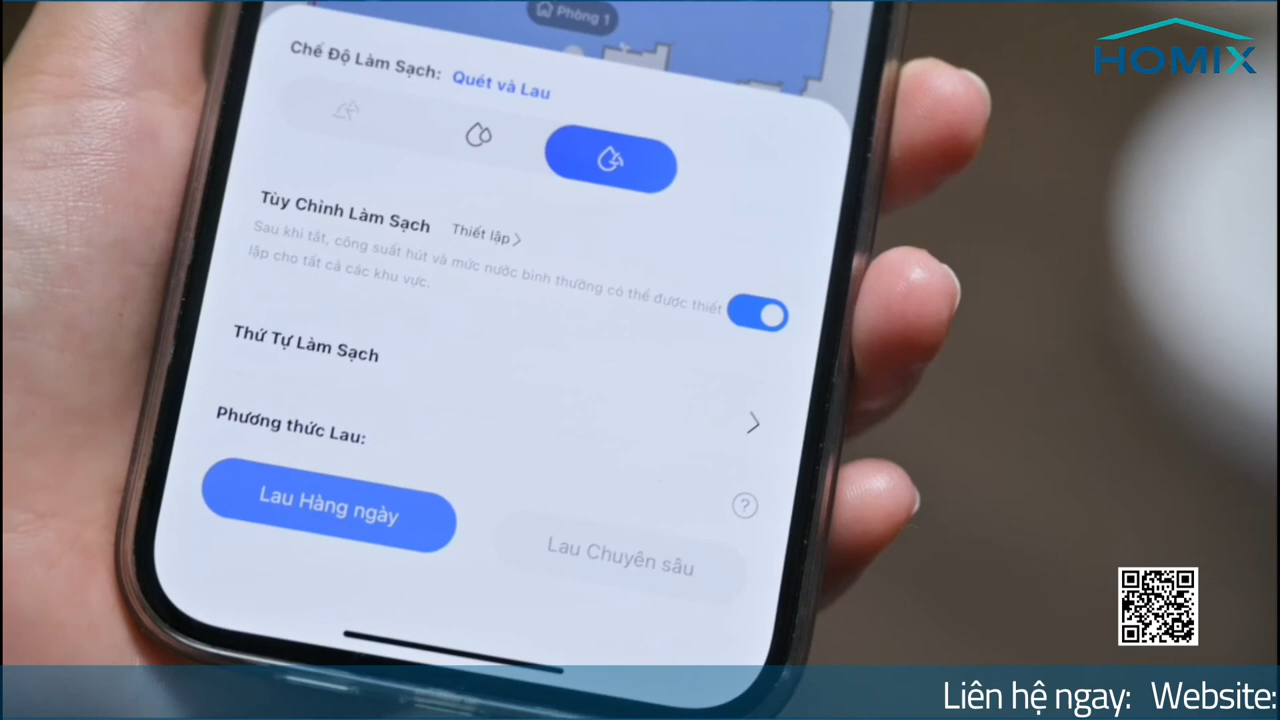 Phòng 1
HOMIX
Chế Độ Làm Sạch: Quét và Lau
Tùy Chỉnh Làm Sạch Thiết lập
Sau khi tắt, công suất hút và mức nước bình thường có thể được thiết
lập cho tất cả các khu vực.
Thứ Tự Làm Sạch
Phương thức Lau:
?
Lau Hàng ngày
Lau Chuyên sâu
Liên hệ ngay: Website: